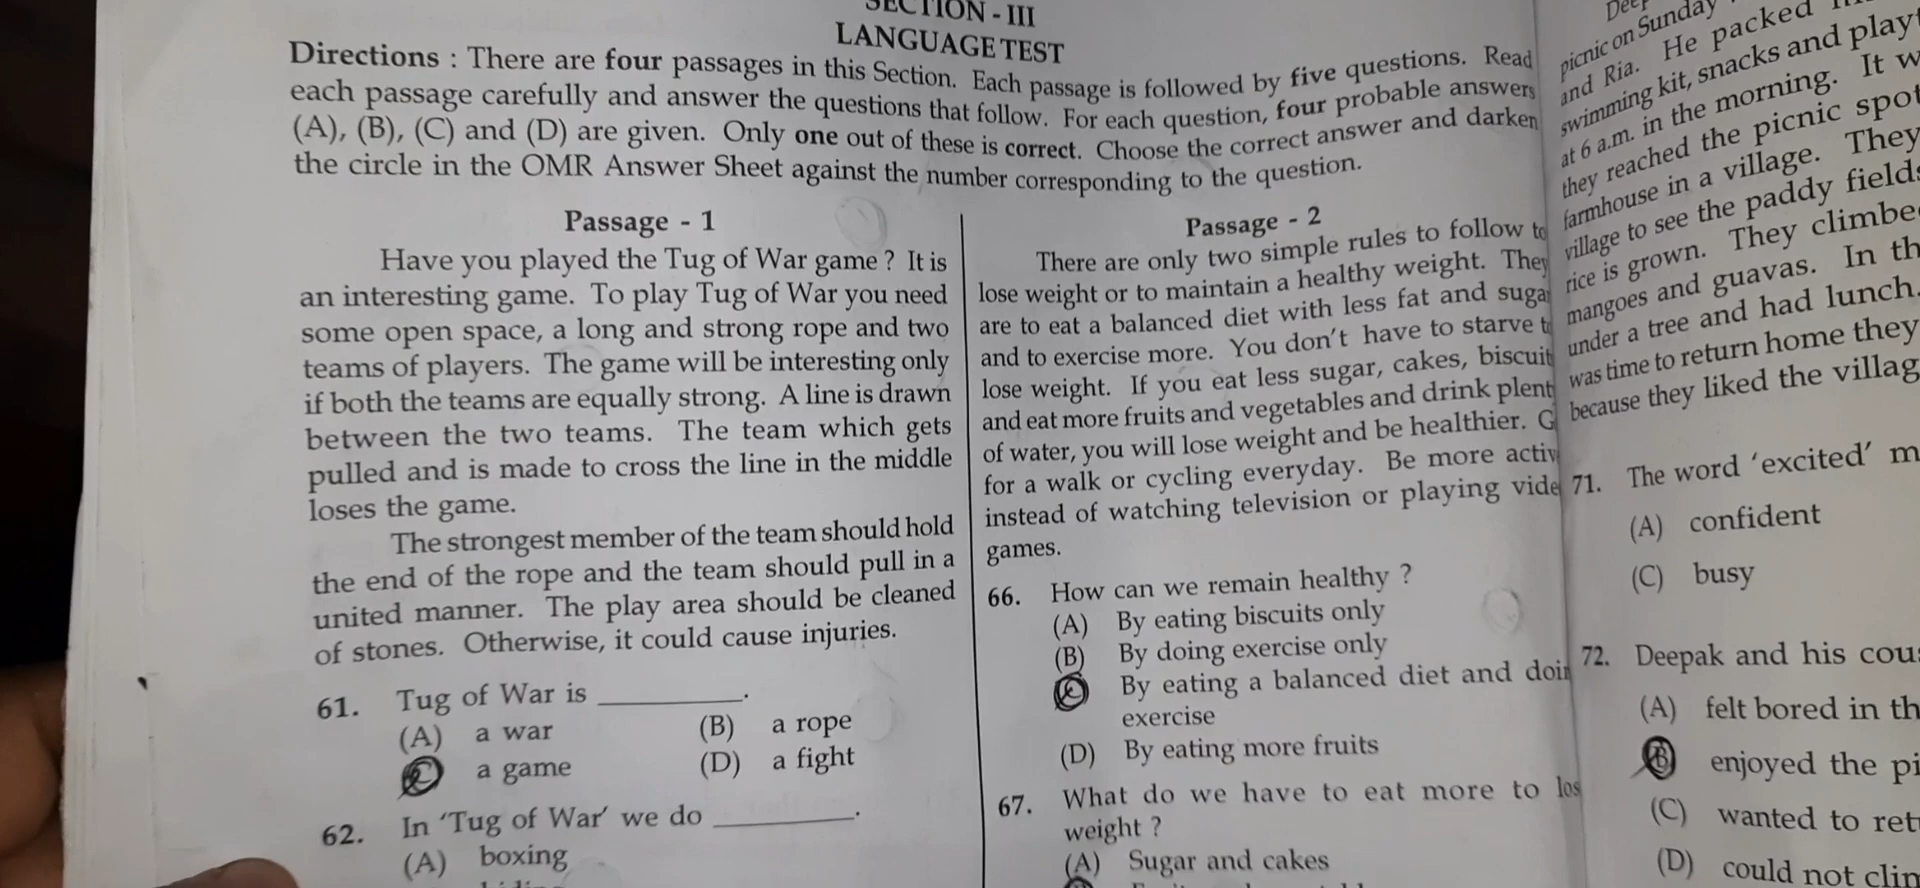 SECTION - III
LANGUAGE TEST
Directions : There are four passages in this Section. Each passage is followed by five questions. Read
each passage carefully and answer the questions that follow. For each question, four probable answers
(A), (B), (C) and (D) are given. Only one out of these is correct. Choose the correct answer and darken
the circle in the OMR Answer Sheet against the number corresponding to the question.
Passage - 1
Have you played the Tug of War game ? It is
an interesting game. To play Tug of War you need
some open space, a long and strong rope and two
teams of players. The game will be interesting only
if both the teams are equally strong. A line is drawn
between the two teams. The team which gets
pulled and is made to cross the line in the middle
loses the game.
The strongest member of the team should hold
the end of the rope and the team should pull in a
united manner. The play area should be cleaned
of stones. Otherwise, it could cause injuries.
61. Tug of War is ________.
(A) a war (B) a rope
(C) a game (D) a fight
62. In 'Tug of War' we do ________.
(A) boxing
Passage - 2
There are only two simple rules to follow to
lose weight or to maintain a healthy weight. They
are to eat a balanced diet with less fat and sugar
and to exercise more. You don't have to starve to
lose weight. If you eat less sugar, cakes, biscuit
and eat more fruits and vegetables and drink plent
of water, you will lose weight and be healthier. G
for a walk or cycling everyday. Be more activ
instead of watching television or playing vide
games.
66. How can we remain healthy ?
(A) By eating biscuits only
(B) By doing exercise only
(C) By eating a balanced diet and doin
exercise
(D) By eating more fruits
67. What do we have to eat more to los
weight ?
(A) Sugar and cakes
picnic on Sunday
and Ria. He packed
swimming kit, snacks and play
at 6 a.m. in the morning. It w
they reached the picnic spot
farmhouse in a village. They
village to see the paddy fields
rice is grown. They climbe
mangoes and guavas. In th
under a tree and had lunch.
was time to return home they
because they liked the villag
71. The word 'excited' m
(A) confident
(C) busy
72. Deepak and his cous
(A) felt bored in th
(B) enjoyed the pi
(C) wanted to ret
(D) could not clim